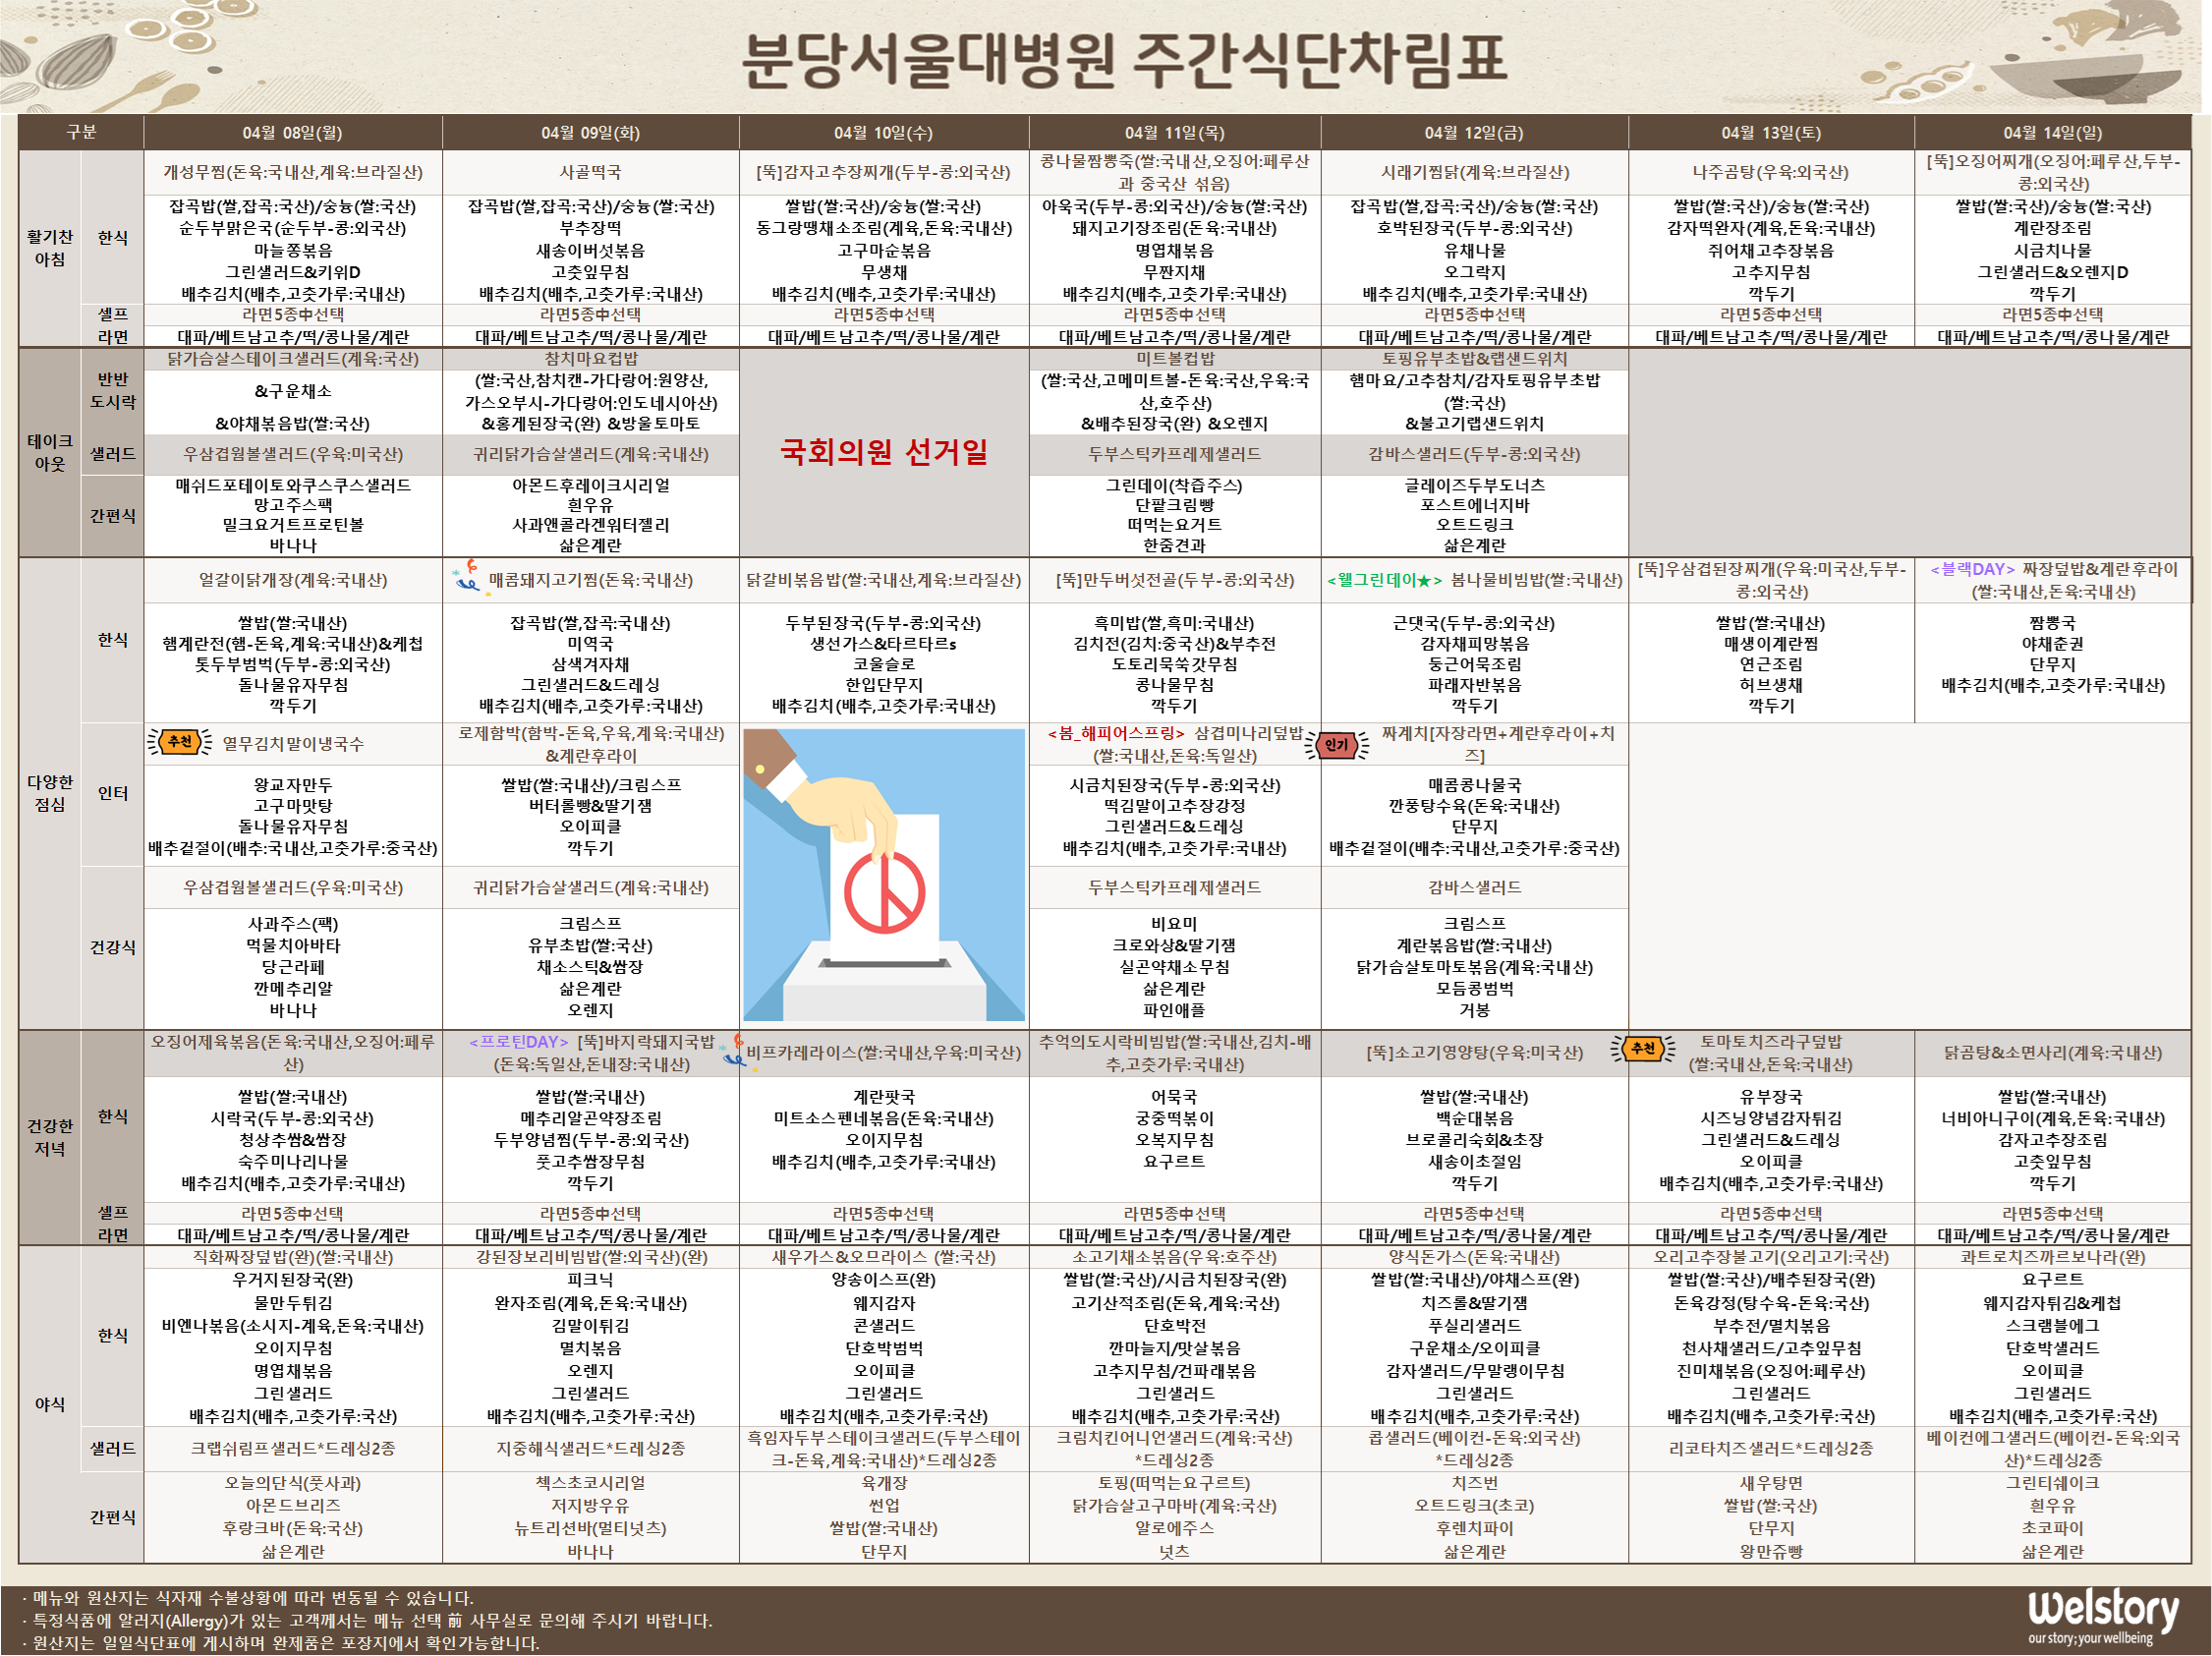 분당서울대병원 주간식단차림표
구분
04월 08일(월)
04월 09일(화)
04월 10일(수)
04월 11일(목)
04월 12일(금)
04월 13일(토)
04월 14일(일)
활기찬
아침
한식
개성무찜(돈육:국내산,계육:브라질산)
잡곡밥(쌀,잡곡:국산)/숭늉(쌀:국산)
순두부맑은국(순두부-콩:외국산)
마늘쫑볶음
그린샐러드&키위D
배추김치(배추,고춧가루:국내산)
사골떡국
잡곡밥(쌀,잡곡:국산)/숭늉(쌀:국산)
부추장떡
새송이버섯볶음
고춧잎무침
배추김치(배추,고춧가루:국내산)
[뚝]감자고추장찌개(두부-콩:외국산)
쌀밥(쌀:국산)/숭늉(쌀:국산)
동그랑땡채소조림(계육,돈육:국내산)
고구마순볶음
무생채
배추김치(배추,고춧가루:국내산)
콩나물짬뽕죽(쌀:국내산,오징어:페루산
과 중국산 섞음)
아욱국(두부-콩:외국산)/숭늉(쌀:국산)
돼지고기장조림(돈육:국내산)
명엽채볶음
무짠지채
배추김치(배추,고춧가루:국내산)
시래기찜닭(계육:브라질산)
잡곡밥(쌀,잡곡:국산)/숭늉(쌀:국산)
호박된장국(두부-콩:외국산)
유채나물
오그락지
배추김치(배추,고춧가루:국내산)
나주곰탕(우육:외국산)
쌀밥(쌀:국산)/숭늉(쌀:국산)
감자떡완자(계육,돈육:국내산)
쥐어채고추장볶음
고추지무침
깍두기
[뚝]오징어찌개(오징어:페루산,두부-
콩:외국산)
쌀밥(쌀:국산)/숭늉(쌀:국산)
계란장조림
시금치나물
그린샐러드&오렌지D
깍두기
셀프
라면
라면5종中선택
대파/베트남고추/떡/콩나물/계란
라면5종中선택
대파/베트남고추/떡/콩나물/계란
라면5종中선택
대파/베트남고추/떡/콩나물/계란
라면5종中선택
대파/베트남고추/떡/콩나물/계란
라면5종中선택
대파/베트남고추/떡/콩나물/계란
라면5종中선택
대파/베트남고추/떡/콩나물/계란
라면5종中선택
대파/베트남고추/떡/콩나물/계란
테이크
아웃
반반
도시락
닭가슴살스테이크샐러드(계육:국산)
&구운채소
&야채볶음밥(쌀:국산)
참치마요컵밥
(쌀:국산,참치캔-가다랑어:원양산,
가스오부시-가다랑어:인도네시아산)
&홍게된장국(완) &방울토마토
국회의원 선거일
미트볼컵밥
(쌀:국산,고메미트볼-돈육:국산,우육:국
산,호주산)
&배추된장국(완) &오렌지
토핑유부초밥&랩샌드위치
햄마요/고추참치/감자토핑유부초밥
(쌀:국산)
&불고기랩샌드위치
샐러드
우삼겹웜볼샐러드(우육:미국산)
귀리닭가슴살샐러드(계육:국내산)
두부스틱카프레제샐러드
감바스샐러드(두부-콩:외국산)
간편식
매쉬드포테이토와쿠스쿠스샐러드
망고주스팩
밀크요거트프로틴볼
바나나
아몬드후레이크시리얼
흰우유
사과앤콜라겐워터젤리
삶은계란
그린데이(착즙주스)
단팥크림빵
떠먹는요거트
한줌견과
글레이즈두부도너츠
포스트에너지바
오트드링크
삶은계란
다양한
점심
한식
얼갈이닭개장(계육:국내산)
쌀밥(쌀:국내산)
햄계란전(햄-돈육,계육:국내산)&케첩
톳두부범벅(두부-콩:외국산)
돌나물유자무침
깍두기
매콤돼지고기찜(돈육:국내산)
잡곡밥(쌀,잡곡:국내산)
미역국
삼색겨자채
그린샐러드&드레싱
배추김치(배추,고춧가루:국내산)
닭갈비볶음밥(쌀:국내산,계육:브라질산)
두부된장국(두부-콩:외국산)
생선가스&타르타르s
코울슬로
한입단무지
배추김치(배추,고춧가루:국내산)
[뚝]만두버섯전골(두부-콩:외국산)
흑미밥(쌀,흑미:국내산)
김치전(김치:중국산)&부추전
도토리묵쑥갓무침
콩나물무침
깍두기
<웰그린데이★> 봄나물비빔밥(쌀:국내산)
근댓국(두부-콩:외국산)
감자채피망볶음
둥근어묵조림
파래자반볶음
깍두기
[뚝]우삼겹된장찌개(우육:미국산,두부-
콩:외국산)
쌀밥(쌀:국내산)
매생이계란찜
연근조림
허브생채
깍두기
<블랙DAY> 짜장덮밥&계란후라이
(쌀:국내산,돈육:국내산)
짬뽕국
야채춘권
단무지
배추김치(배추,고춧가루:국내산)
인터
추천
열무김치말이냉국수
왕교자만두
고구마맛탕
돌나물유자무침
배추겉절이(배추:국내산,고춧가루:중국산)
로제함박(함박-돈육,우육,계육:국내산)
&계란후라이
쌀밥(쌀:국내산)/크림스프
버터롤빵&딸기잼
오이피클
깍두기
<봄_해피어스프링> 삼겹미나리덮밥
(쌀:국내산,돈육:독일산)
시금치된장국(두부-콩:외국산)
떡김말이고추장강정
그린샐러드&드레싱
배추김치(배추,고춧가루:국내산)
인기
짜계치[자장라면+계란후라이+치
즈]
매콤콩나물국
깐풍탕수육(돈육:국내산)
단무지
배추겉절이(배추:국내산,고춧가루:중국산)
건강식
우삼겹웜볼샐러드(우육:미국산)
사과주스(팩)
먹물치아바타
당근라페
깐메추리알
바나나
귀리닭가슴살샐러드(계육:국내산)
크림스프
유부초밥(쌀:국산)
채소스틱&쌈장
삶은계란
오렌지
두부스틱카프레제샐러드
비요미
크로와상&딸기잼
실곤약채소무침
삶은계란
파인애플
감바스샐러드
크림스프
계란볶음밥(쌀:국내산)
닭가슴살토마토볶음(계육:국내산)
모듬콩범벅
거봉
건강한
저녁
한식
오징어제육볶음(돈육:국내산,오징어:페루
산)
쌀밥(쌀:국내산)
시락국(두부-콩:외국산)
청상추쌈&쌈장
숙주미나리나물
배추김치(배추,고춧가루:국내산)
<프로틴DAY> [뚝]바지락돼지국밥
(돈육:독일산,돈내장:국내산)
쌀밥(쌀:국내산)
메추리알곤약장조림
두부양념찜(두부-콩:외국산)
풋고추쌈장무침
깍두기
비프카레라이스(쌀:국내산,우육:미국산)
계란팟국
미트소스펜네볶음(돈육:국내산)
오이지무침
배추김치(배추,고춧가루:국내산)
추억의도시락비빔밥(쌀:국내산,김치-배
추,고춧가루:국내산)
어묵국
궁중떡볶이
오복지무침
요구르트
[뚝]소고기영양탕(우육:미국산)
쌀밥(쌀:국내산)
백순대볶음
브로콜리숙회&초장
새송이초절임
깍두기
추천
토마토치즈라구덮밥
(쌀:국내산,돈육:국내산)
유부장국
시즈닝양념감자튀김
그린샐러드&드레싱
오이피클
배추김치(배추,고춧가루:국내산)
닭곰탕&소면사리(계육:국내산)
쌀밥(쌀:국내산)
너비아니구이(계육,돈육:국내산)
감자고추장조림
고춧잎무침
깍두기
셀프
라면
라면5종中선택
대파/베트남고추/떡/콩나물/계란
라면5종中선택
대파/베트남고추/떡/콩나물/계란
라면5종中선택
대파/베트남고추/떡/콩나물/계란
라면5종中선택
대파/베트남고추/떡/콩나물/계란
라면5종中선택
대파/베트남고추/떡/콩나물/계란
라면5종中선택
대파/베트남고추/떡/콩나물/계란
라면5종中선택
대파/베트남고추/떡/콩나물/계란
야식
한식
직화짜장덮밥(완)(쌀:국내산)
우거지된장국(완)
물만두튀김
비엔나볶음(소시지-계육,돈육:국내산)
오이지무침
명엽채볶음
그린샐러드
배추김치(배추,고춧가루:국산)
강된장보리비빔밥(쌀:외국산)(완)
피크닉
완자조림(계육,돈육:국내산)
김말이튀김
멸치볶음
오렌지
그린샐러드
배추김치(배추,고춧가루:국산)
새우가스&오므라이스 (쌀:국산)
양송이스프(완)
웨지감자
콘샐러드
단호박범벅
오이피클
그린샐러드
배추김치(배추,고춧가루:국산)
소고기채소볶음(우육:호주산)
쌀밥(쌀:국산)/시금치된장국(완)
고기산적조림(돈육,계육:국산)
단호박전
깐마늘지/맛살볶음
고추지무침/건파래볶음
그린샐러드
배추김치(배추,고춧가루:국산)
양식돈가스(돈육:국내산)
쌀밥(쌀:국내산)/야채스프(완)
치즈롤&딸기잼
푸실리샐러드
구운채소/오이피클
감자샐러드/무말랭이무침
그린샐러드
배추김치(배추,고춧가루:국산)
오리고추장불고기(오리고기:국산)
쌀밥(쌀:국산)/배추된장국(완)
돈육강정(탕수육-돈육:국산)
부추전/멸치볶음
천사채샐러드/고추잎무침
진미채볶음(오징어:페루산)
그린샐러드
배추김치(배추,고춧가루:국산)
콰트로치즈까르보나라(완)
요구르트
웨지감자튀김&케첩
스크램블에그
단호박샐러드
오이피클
그린샐러드
배추김치(배추,고춧가루:국산)
샐러드
크랩쉬림프샐러드*드레싱2종
지중해식샐러드*드레싱2종
흑임자두부스테이크샐러드(두부스테이
크-돈육,계육:국내산)*드레싱2종
크림치킨어니언샐러드(계육:국산)
*드레싱2종
콥샐러드(베이컨-돈육:외국산)
*드레싱2종
리코타치즈샐러드*드레싱2종
베이컨에그샐러드(베이컨-돈육:외국
산)*드레싱2종
간편식
오늘의단식(풋사과)
아몬드브리즈
후랑크바(돈육:국산)
삶은계란
첵스초코시리얼
저지방우유
뉴트리션바(멀티넛츠)
바나나
육개장
썬업
쌀밥(쌀:국내산)
단무지
토핑(떠먹는요구르트)
닭가슴살고구마바(계육:국산)
알로에주스
넛츠
치즈번
오트드링크(초코)
후렌치파이
삶은계란
새우탕면
쌀밥(쌀:국산)
단무지
왕만쥬빵
그린티쉐이크
흰우유
초코파이
삶은계란
· 메뉴와 원산지는 식자재 수불상황에 따라 변동될 수 있습니다.
· 특정식품에 알러지(Allergy)가 있는 고객께서는 메뉴 선택 前 사무실로 문의해 주시기 바랍니다.
· 원산지는 일일식단표에 게시하며 완제품은 포장지에서 확인가능합니다.
Welstory
our story; your wellbeing